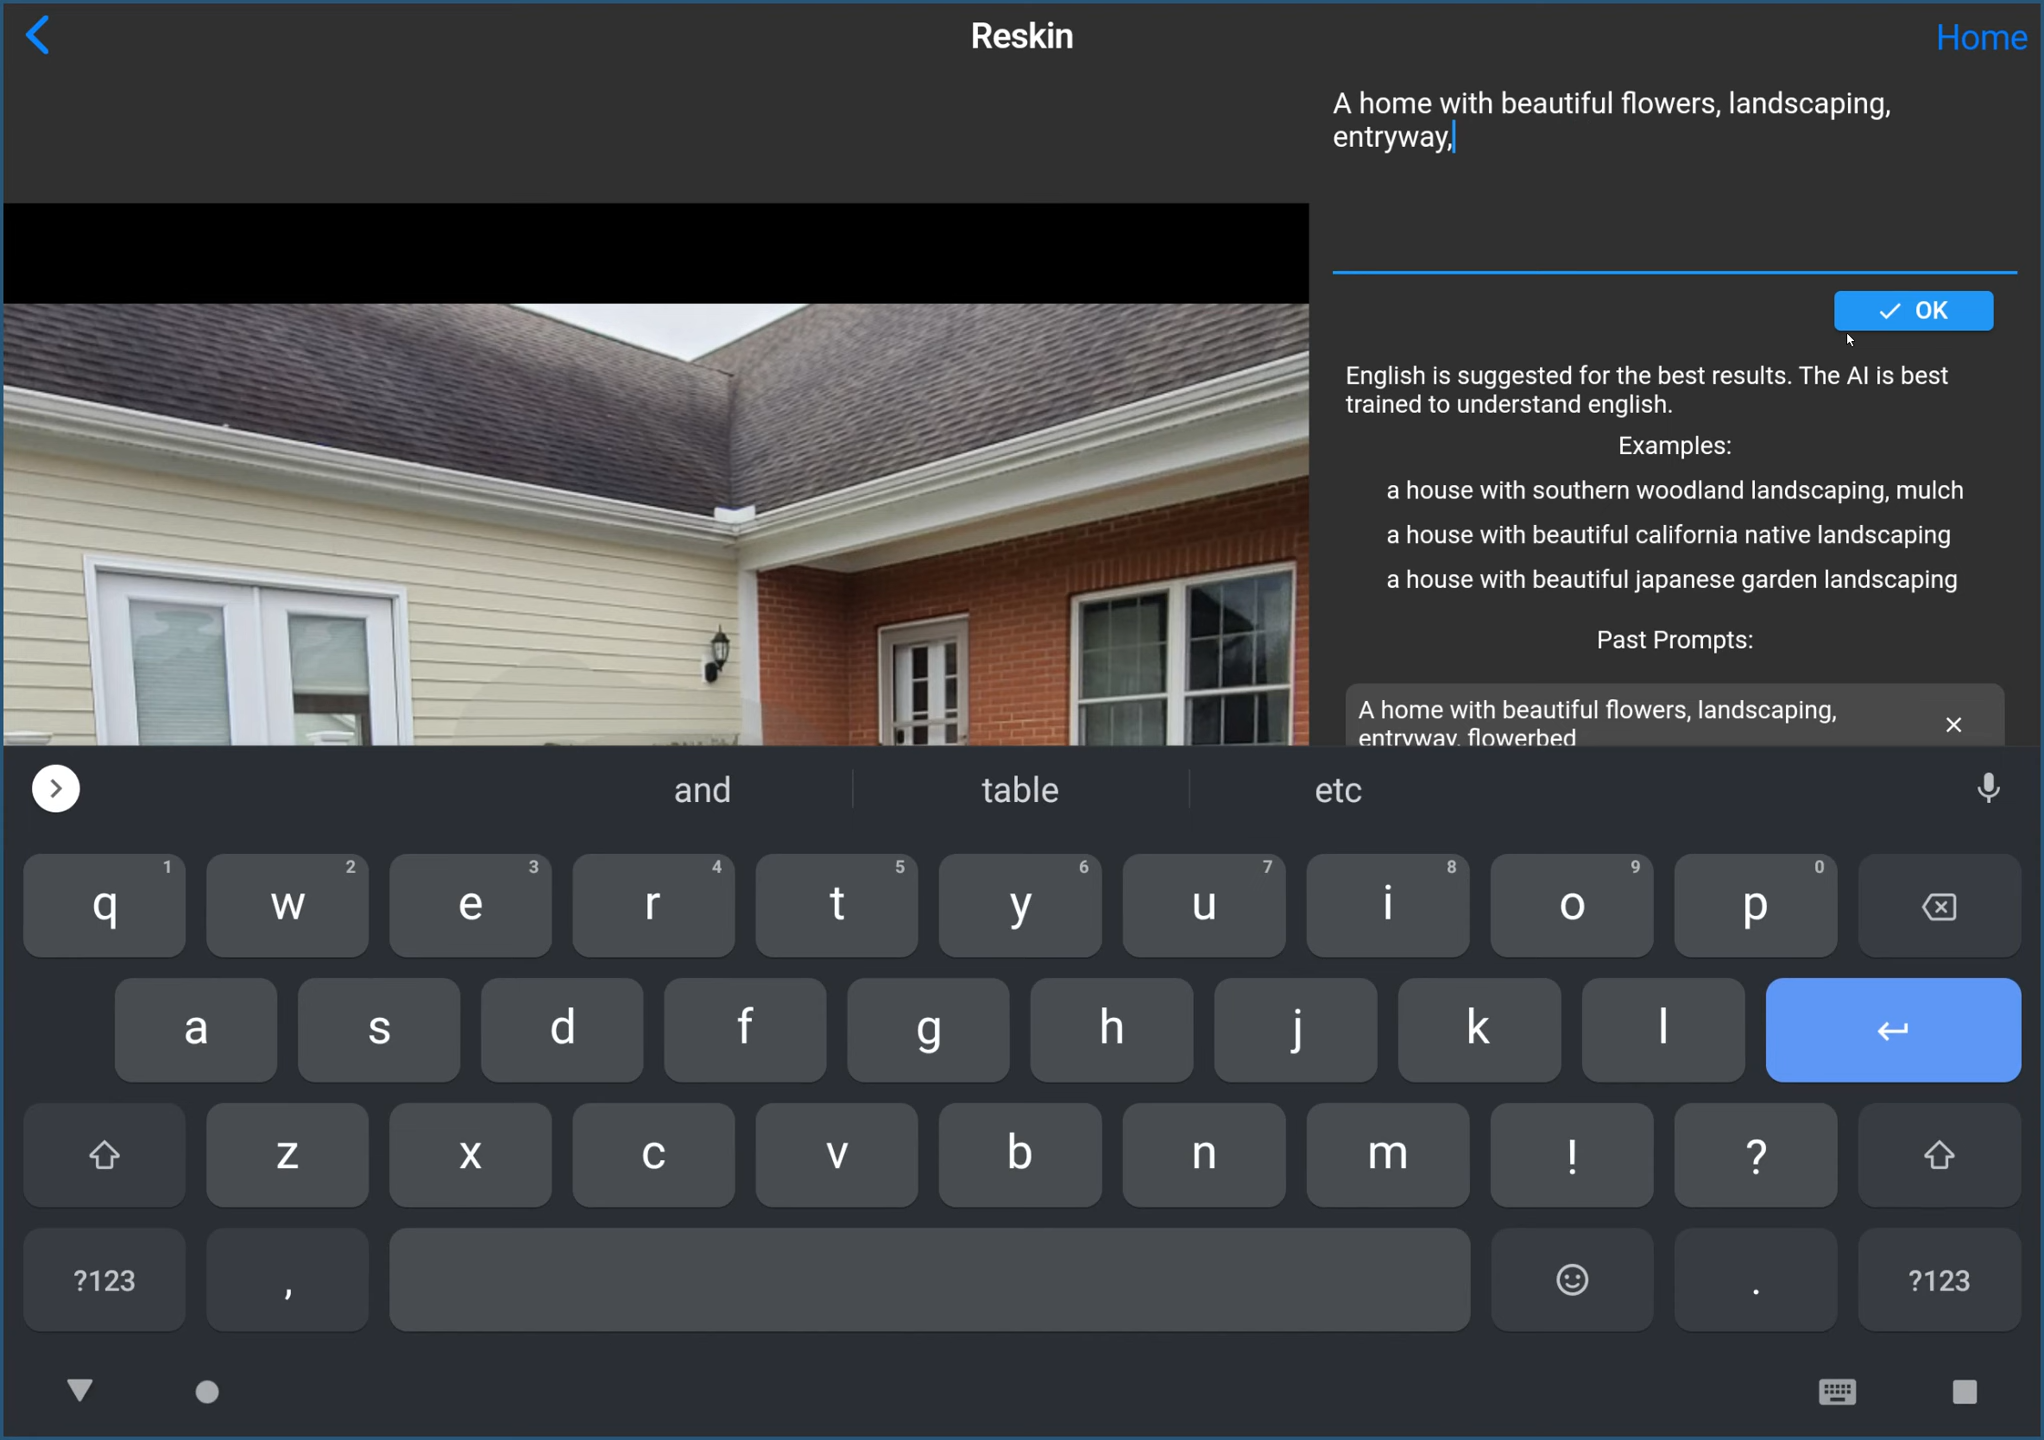 Reskin
Home
A home with beautiful flowers, landscaping,
entryway,
OK
English is suggested for the best results. The AI is best
trained to understand english.
Examples:
a house with southern woodland landscaping, mulch
a house with beautiful california native landscaping
a house with beautiful japanese garden landscaping
Past Prompts:
A home with beautiful flowers, landscaping,
entryway, flowerbed
and table etc
1 2 3 4 5 6 7 8 9 0
q w e r t y u i o p
a s d f g h j k l
z x c v b n m ! ?
?123 , . ?123